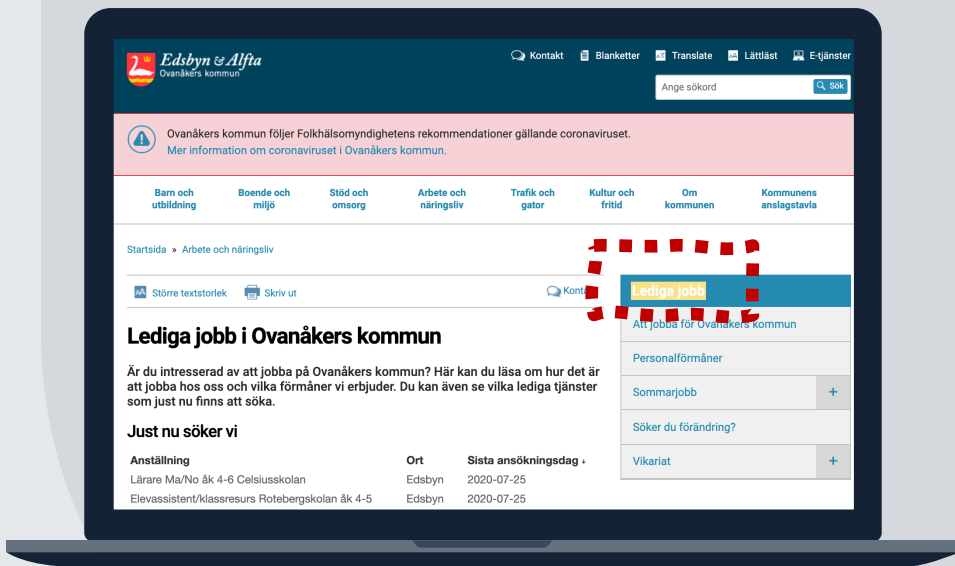 Edsbyn & Alfta
Ovanåkers kommun
Kontakt
Blanketter
Translate
Lättläst
E-tjänster
Ange sökord
Sök
Ovanåkers kommun följer Folkhälsomyndighetens rekommendationer gällande coronaviruset.
Mer information om coronaviruset i Ovanåkers kommun.
Barn och
utbildning
Boende och
miljö
Stöd och
omsorg
Arbete och
näringsliv
Trafik och
gator
Kultur och
fritid
Om
kommunen
Kommunens
anslagstavla
Startsida » Arbete och näringsliv
AA Större textstorlek
Skriv ut
Lediga jobb i Ovanåkers kommun
Är du intresserad av att jobba på Ovanåkers kommun? Här kan du läsa om hur det är
att jobba hos oss och vilka förmåner vi erbjuder. Du kan även se vilka lediga tjänster
som just nu finns att söka.
Just nu söker vi
Anställning Ort Sista ansökningsdag
Lärare Ma/No åk 4-6 Celsiusskolan Edsbyn 2020-07-25
Elevassistent/klassresurs Rotebergskolan åk 4-5 Edsbyn 2020-07-25
Lediga jobb
Att jobba för Ovanåkers kommun
Personalförmåner
Sommarjobb +
Söker du förändring?
Vikariat +